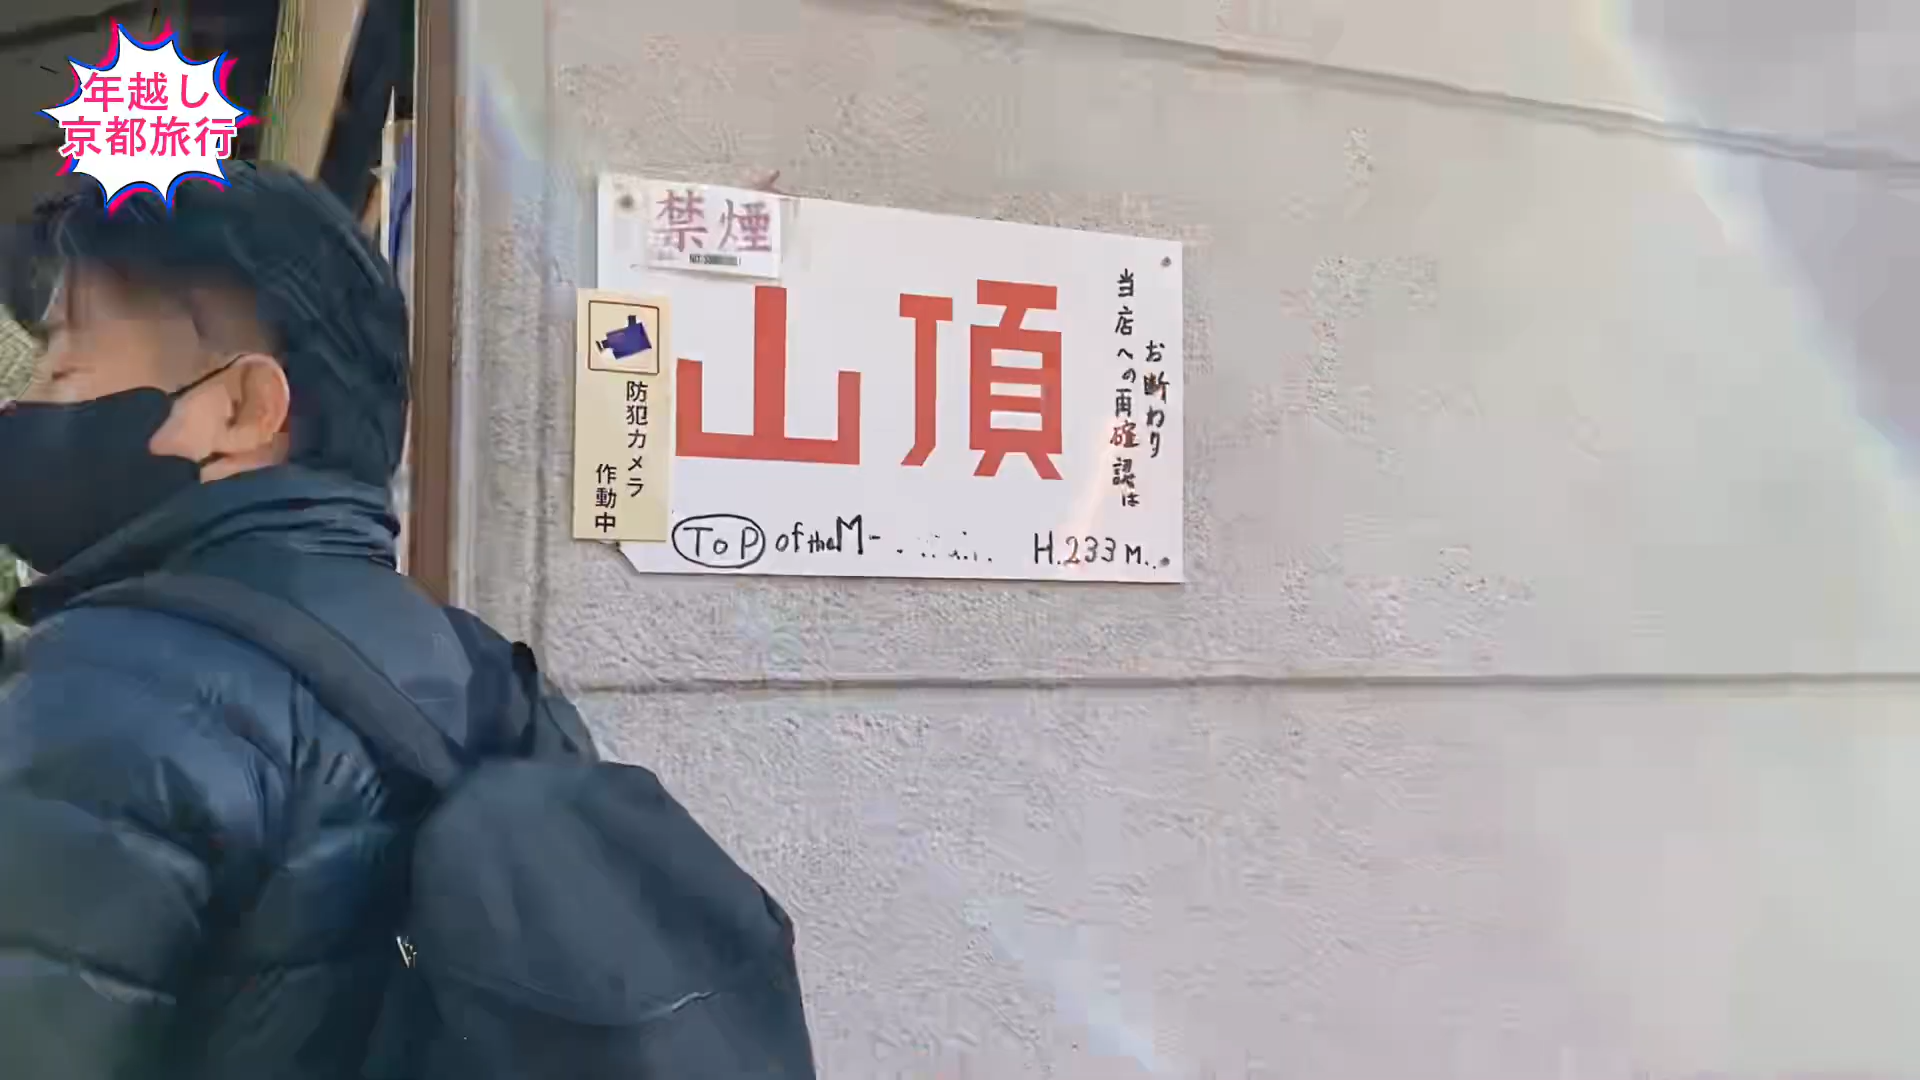 年越し
京都旅行
禁煙
山頂
防犯カメラ
作動中
当店への再確認は
お断わり
TOP of the M
H.233M